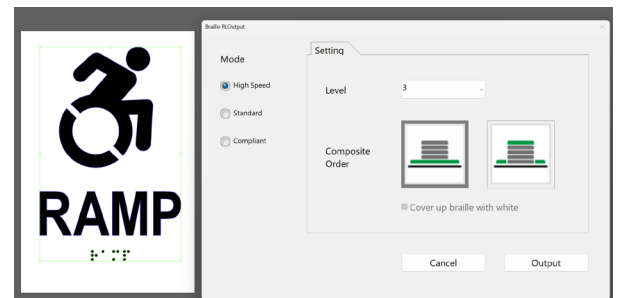 Braille RLOutput
Mode
High Speed
Standard
Compliant
Setting
Level
3
Composite
Order
Cover up braille with white
Cancel
Output
RAMP
⠗⠁⠍⠏